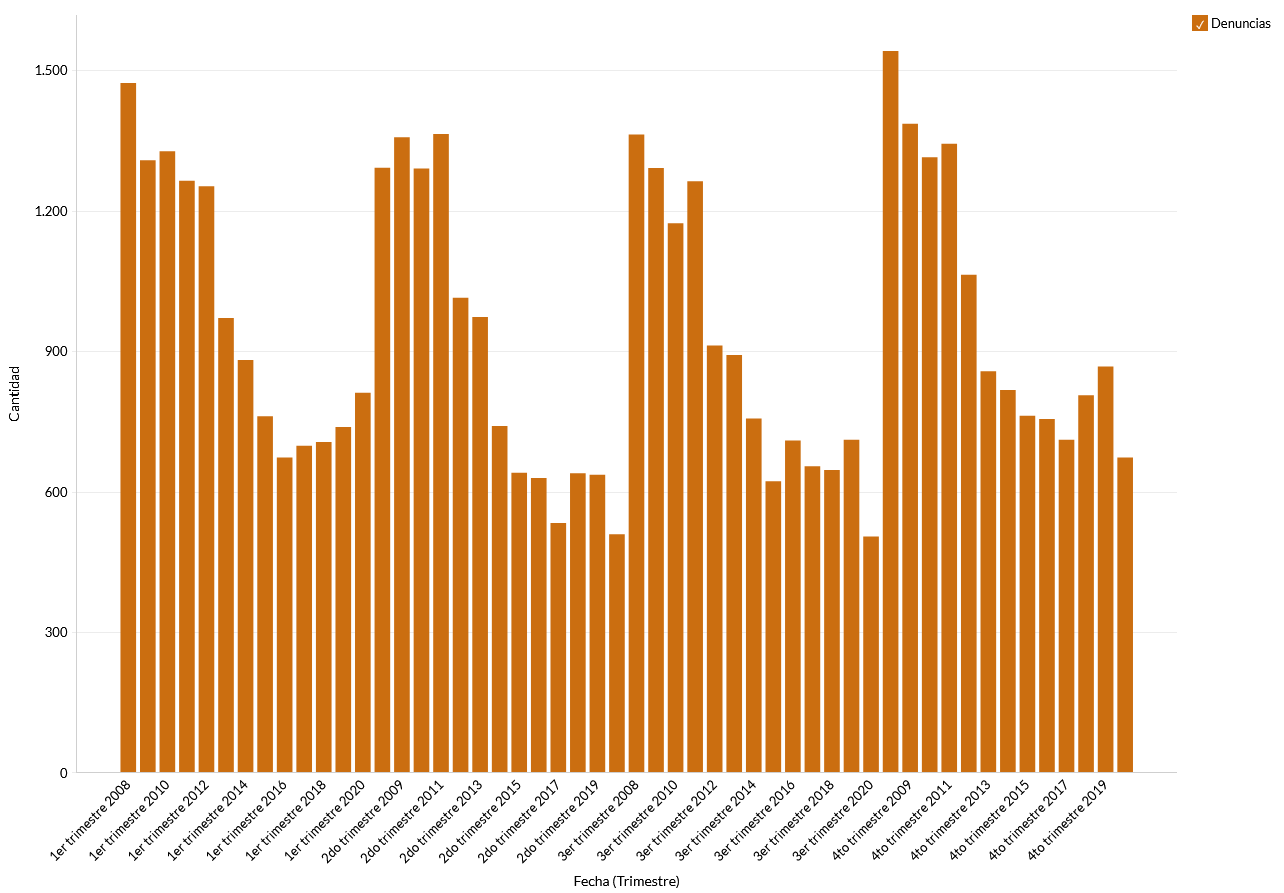 Denuncias
1.500
1.200
900
600
300
0
Cantidad
1er trimestre 2008
1er trimestre 2010
1er trimestre 2012
1er trimestre 2014
1er trimestre 2016
1er trimestre 2018
1er trimestre 2020
2do trimestre 2009
2do trimestre 2011
2do trimestre 2013
2do trimestre 2015
2do trimestre 2017
2do trimestre 2019
3er trimestre 2008
3er trimestre 2010
3er trimestre 2012
3er trimestre 2014
3er trimestre 2016
3er trimestre 2018
3er trimestre 2020
4to trimestre 2009
4to trimestre 2011
4to trimestre 2013
4to trimestre 2015
4to trimestre 2017
4to trimestre 2019
Fecha (Trimestre)